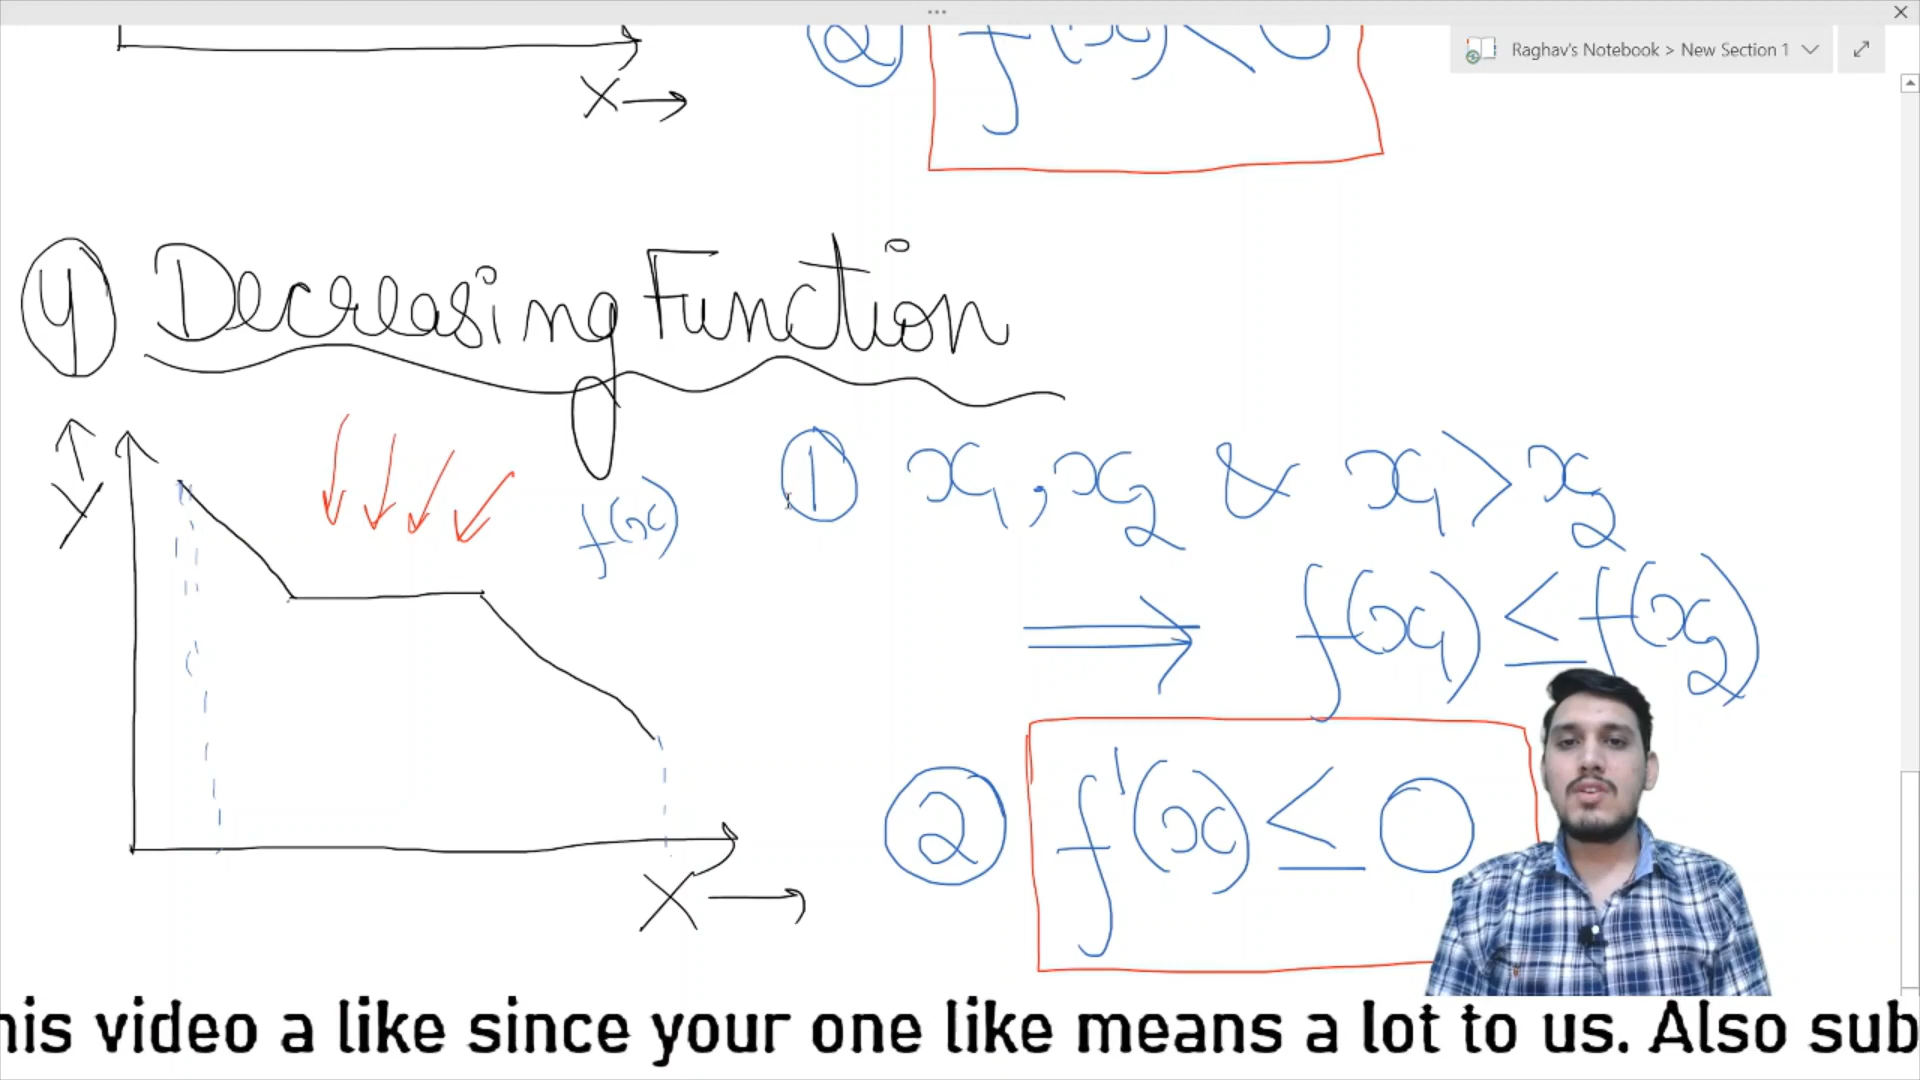 Raghav's Notebook > New Section 1
② f'(x) < 0
X →
④ Decreasing Function
Y
f(x)
① x₁, x₂ & x₁ > x₂
⟹ f(x₁) ≤ f(x₂)
② f'(x) ≤ 0
X →
his video a like since your one like means a lot to us. Also sub